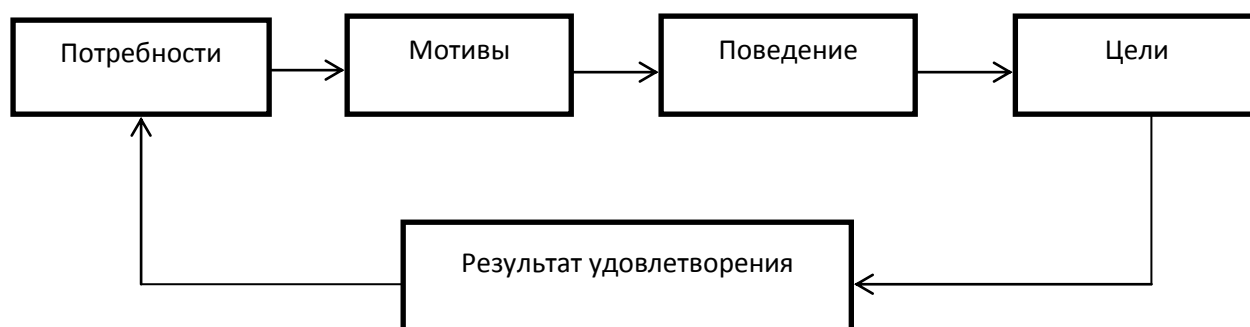 Потребности
Мотивы
Поведение
Цели
Результат удовлетворения